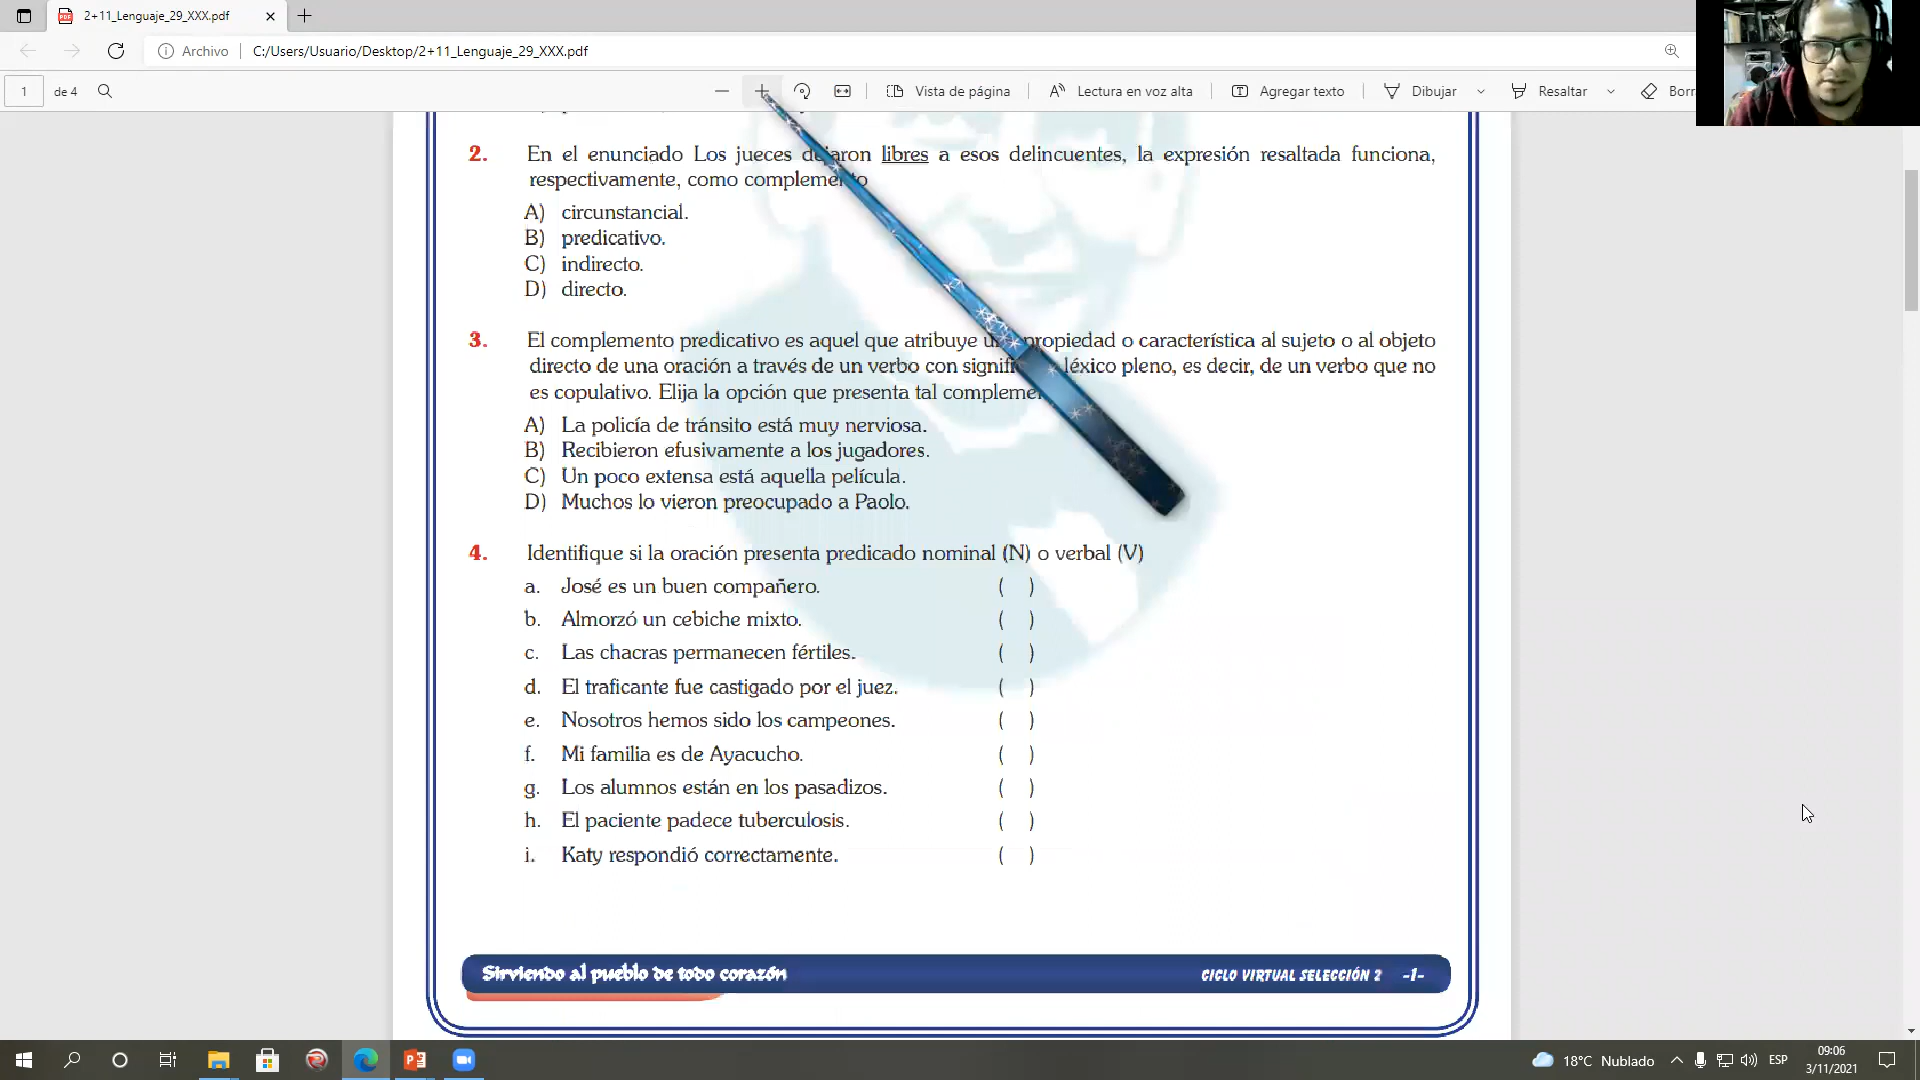 2+11_Lenguaje_29_XXX.pdf
Archivo
C:/Users/Usuario/Desktop/2+11_Lenguaje_29_XXX.pdf
1 de 4
Vista de página
Lectura en voz alta
Agregar texto
Dibujar
Resaltar
Borr
2. En el enunciado Los jueces dejaron libres a esos delincuentes, la expresión resaltada funciona,
respectivamente, como complemento
A) circunstancial.
B) predicativo.
C) indirecto.
D) directo.
3. El complemento predicativo es aquel que atribuye una propiedad o característica al sujeto o al objeto
directo de una oración a través de un verbo con signifi léxico pleno, es decir, de un verbo que no
es copulativo. Elija la opción que presenta tal compleme
A) La policía de tránsito está muy nerviosa.
B) Recibieron efusivamente a los jugadores.
C) Un poco extensa está aquella película.
D) Muchos lo vieron preocupado a Paolo.
4. Identifique si la oración presenta predicado nominal (N) o verbal (V)
a. José es un buen compañero. ( )
b. Almorzó un cebiche mixto. ( )
c. Las chacras permanecen fértiles. ( )
d. El traficante fue castigado por el juez. ( )
e. Nosotros hemos sido los campeones. ( )
f. Mi familia es de Ayacucho. ( )
g. Los alumnos están en los pasadizos. ( )
h. El paciente padece tuberculosis. ( )
i. Katy respondió correctamente. ( )
Sirviendo al pueblo de todo corazón
CICLO VIRTUAL SELECCIÓN 2 -1-
18°C Nublado
ESP
09:06
3/11/2021